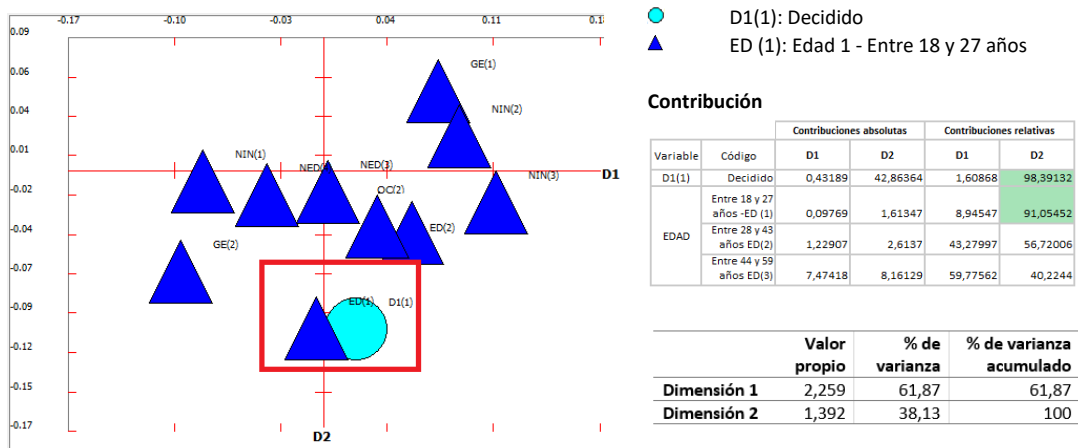 -0.17 -0.10 -0.03 0.04 0.11
0.09
0.06
0.04
0.01
-0.02
-0.04
-0.07
-0.09
-0.12
-0.15
-0.17
GE(1)
NIN(2)
NIN(1)
NED(3)
NIN(3)
D1
OC(2)
ED(2)
GE(2)
ED(1) D1(1)
D2
D1(1): Decidido
ED (1): Edad 1 - Entre 18 y 27 años
Contribución
Contribuciones absolutas Contribuciones relativas
Variable Código D1 D2 D1 D2
D1(1) Decidido 0,43189 42,86364 1,60868 98,39132
EDAD
Entre 18 y 27
años -ED (1) 0,09769 1,61347 8,94547 91,05452
Entre 28 y 43
años ED(2) 1,22907 2,6137 43,27997 56,72006
Entre 44 y 59
años ED(3) 7,47418 8,16129 59,77562 40,2244
Valor propio % de varianza % de varianza acumulado
Dimensión 1 2,259 61,87 61,87
Dimensión 2 1,392 38,13 100